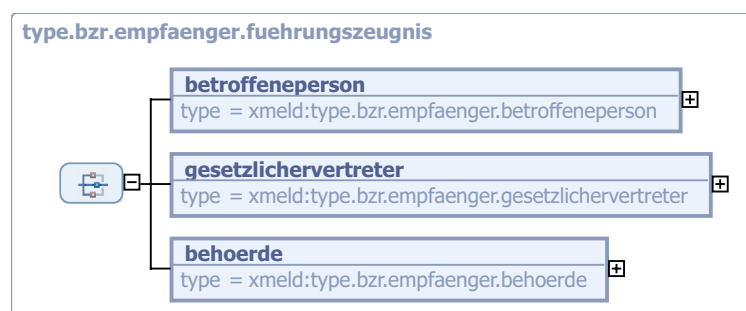 type.bzr.empfaenger.fuehrungszeugnis
betroffeneperson
type = xmeld:type.bzr.empfaenger.betroffeneperson
gesetzlichervertreter
type = xmeld:type.bzr.empfaenger.gesetzlichervertreter
behoerde
type = xmeld:type.bzr.empfaenger.behoerde